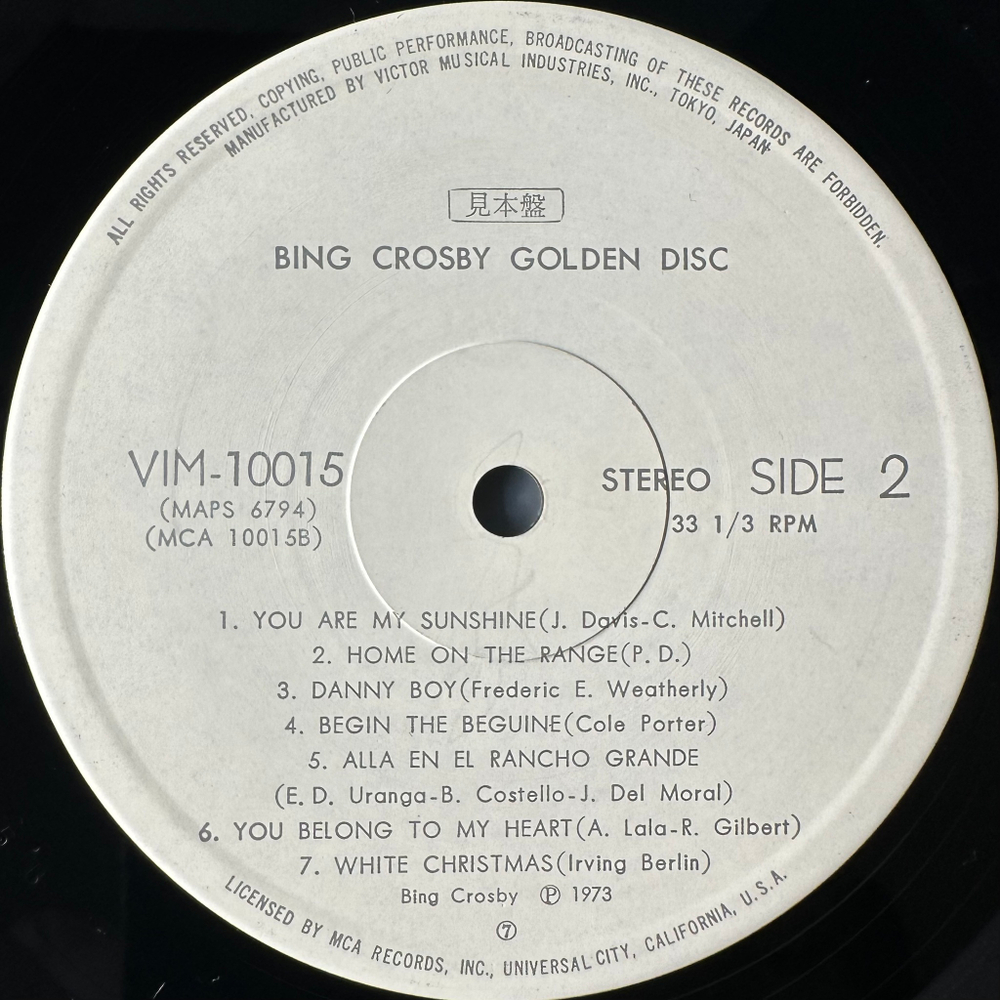 ALL RIGHTS RESERVED, COPYING, PUBLIC PERFORMANCE, BROADCASTING OF THESE RECORDS ARE FORBIDDEN.
MANUFACTURED BY VICTOR MUSICAL INDUSTRIES, INC., TOKYO, JAPAN
見本盤
BING CROSBY GOLDEN DISC
VIM-10015
(MAPS 6794)
(MCA 10015B)
STEREO SIDE 2
33 1/3 RPM
1. YOU ARE MY SUNSHINE(J. Davis-C. Mitchell)
2. HOME ON THE RANGE(P. D.)
3. DANNY BOY(Frederic E. Weatherly)
4. BEGIN THE BEGUINE(Cole Porter)
5. ALLA EN EL RANCHO GRANDE
(E. D. Uranga-B. Costello-J. Del Moral)
6. YOU BELONG TO MY HEART(A. Lala-R. Gilbert)
7. WHITE CHRISTMAS(Irving Berlin)
Bing Crosby Ⓟ 1973
⑦
LICENSED BY MCA RECORDS, INC., UNIVERSAL CITY, CALIFORNIA, U.S.A.